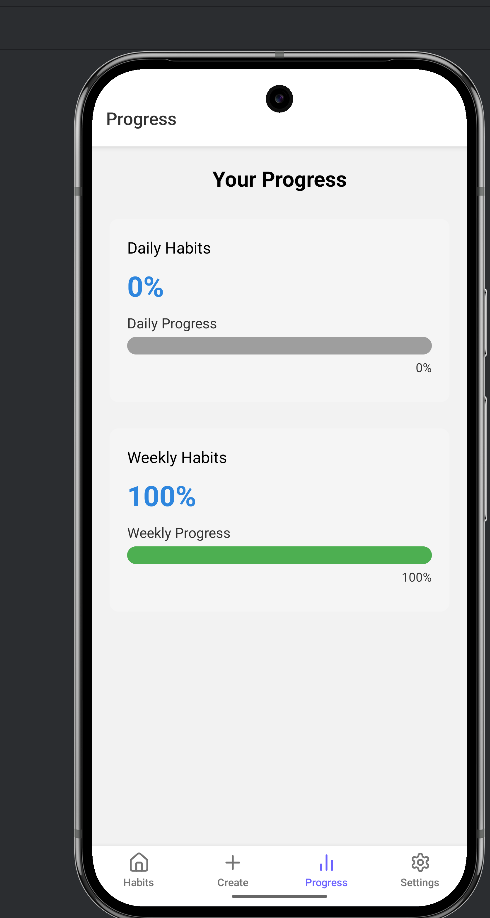 Progress
Your Progress
Daily Habits
0%
Daily Progress
0%
Weekly Habits
100%
Weekly Progress
100%
Habits Create Progress Settings